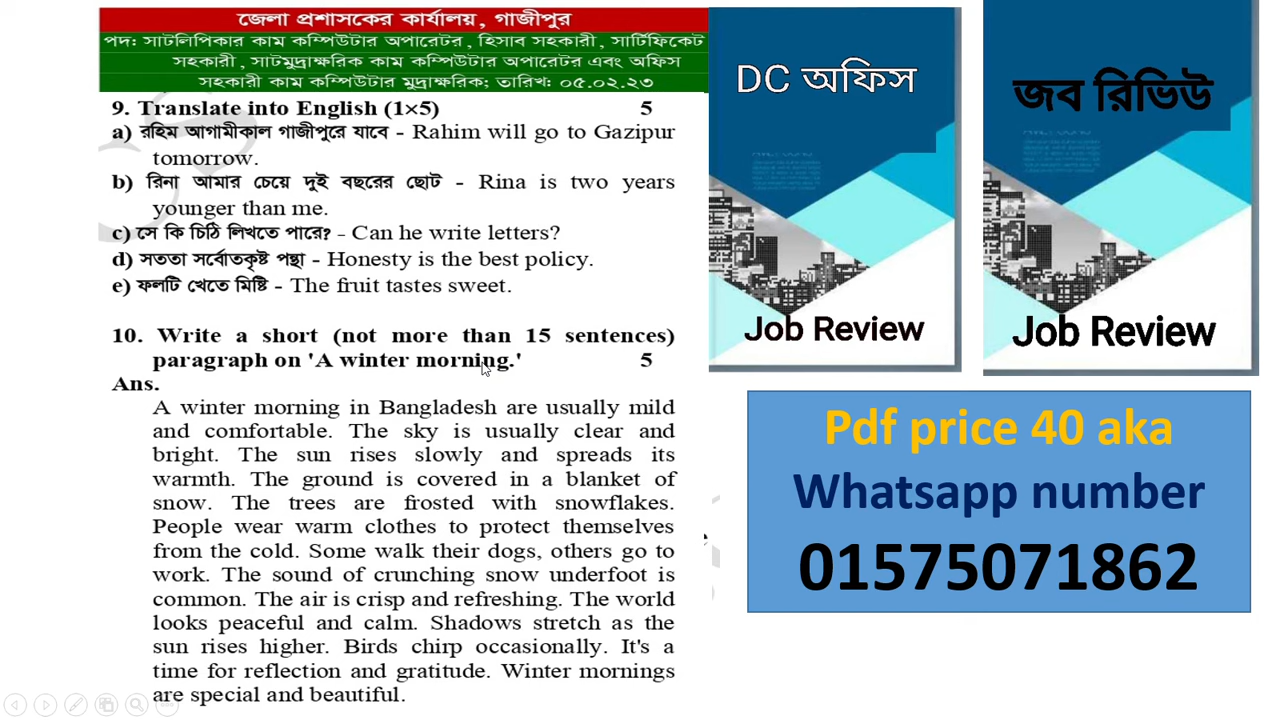 জেলা প্রশাসকের কার্যালয়, গাজীপুর
পদ: সাটলিপিকার কাম কম্পিউটার অপারেটর, হিসাব সহকারী, সার্টিফিকেট
সহকারী, সাটমুদ্রাক্ষরিক কাম কম্পিউটার অপারেটর এবং অফিস
সহকারী কাম কম্পিউটার মুদ্রাক্ষরিক; তারিখ: ০৫.০২.২৩
9. Translate into English (1×5) 5
a) রহিম আগামীকাল গাজীপুরে যাবে - Rahim will go to Gazipur
tomorrow.
b) রিনা আমার চেয়ে দুই বছরের ছোট - Rina is two years
younger than me.
c) সে কি চিঠি লিখতে পারে? - Can he write letters?
d) সততা সর্বোতকৃষ্ট পন্থা - Honesty is the best policy.
e) ফলটি খেতে মিষ্টি - The fruit tastes sweet.
10. Write a short (not more than 15 sentences)
paragraph on 'A winter morning.' 5
Ans.
A winter morning in Bangladesh are usually mild
and comfortable. The sky is usually clear and
bright. The sun rises slowly and spreads its
warmth. The ground is covered in a blanket of
snow. The trees are frosted with snowflakes.
People wear warm clothes to protect themselves
from the cold. Some walk their dogs, others go to
work. The sound of crunching snow underfoot is
common. The air is crisp and refreshing. The world
looks peaceful and calm. Shadows stretch as the
sun rises higher. Birds chirp occasionally. It's a
time for reflection and gratitude. Winter mornings
are special and beautiful.
DC অফিস
Job Review
জব রিভিউ
Job Review
Pdf price 40 aka
Whatsapp number
01575071862